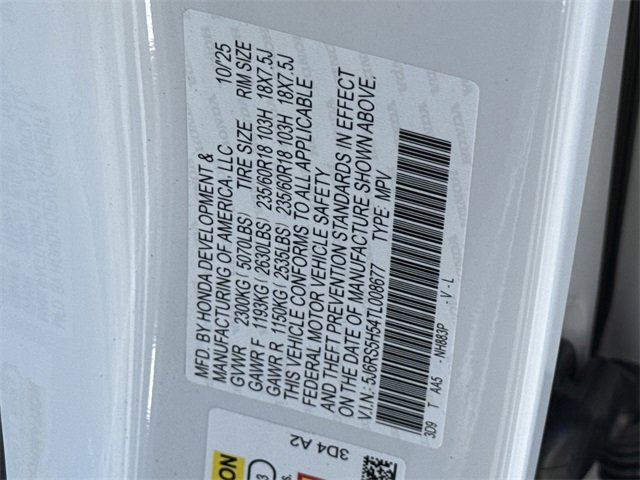 MFD. BY HONDA DEVELOPMENT & 10/25
MANUFACTURING OF AMERICA, LLC
GVWR 2300KG ( 5070LBS) TIRE SIZE RIM SIZE
GAWR F 1193KG ( 2630LBS) 235/60R18 103H 18X7.5J
GAWR R 1150KG ( 2535LBS) 235/60R18 103H 18X7.5J
THIS VEHICLE CONFORMS TO ALL APPLICABLE
FEDERAL MOTOR VEHICLE SAFETY
AND THEFT PREVENTION STANDARDS IN EFFECT
ON THE DATE OF MANUFACTURE SHOWN ABOVE.
V.I.N.: 5J6RS5H54TL008677 TYPE: MPV
3D9 T AA5 - NH883P - V - L
3D4 A2